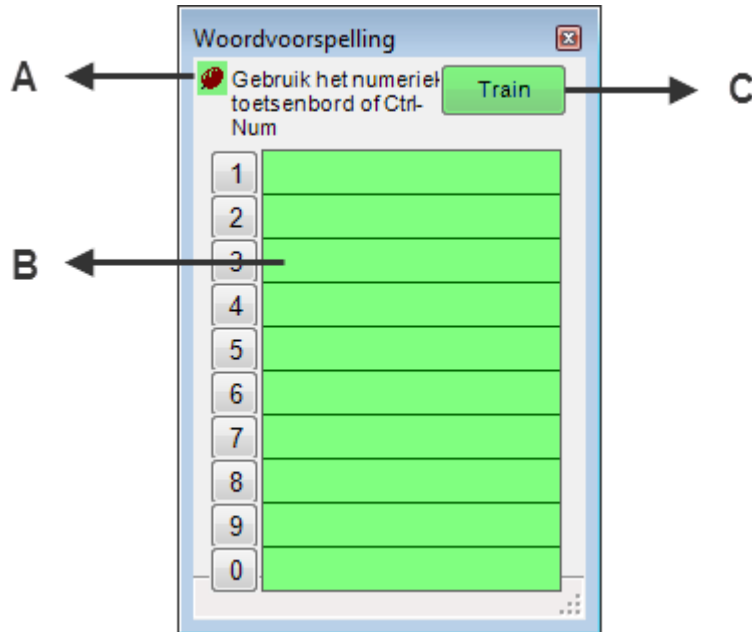 Woordvoorspelling
A
Gebruik het numeriek
toetsenbord of Ctrl-
Num
Train
C
1
2
B
3
4
5
6
7
8
9
0